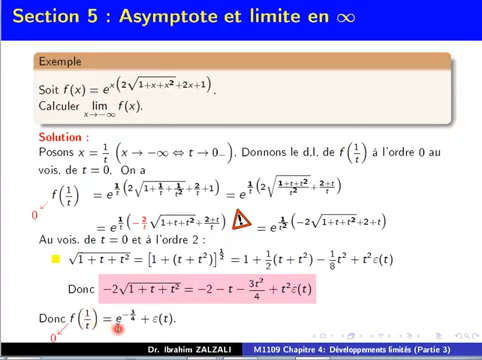 Section 5 : Asymptote et limite en ∞
Exemple
Soit f(x) = e^{x(2√(1+x+x²)+2x+1)}.
Calculer lim_{x→−∞} f(x).
Solution :
Posons x = 1/t (x → −∞ ⇔ t → 0₋). Donnons le d.l. de f(1/t) à l'ordre 0 au
vois. de t = 0. On a
f(1/t) = e^{1/t(2√(1+1/t+1/t²)+2/t+1)} = e^{1/t(2√((1+t+t²)/t²)+(2+t)/t)}
0
= e^{1/t(−2/t√(1+t+t²)+(2+t)/t)} ! = e^{1/t²(−2√(1+t+t²)+2+t)}
Au vois. de t = 0 et à l'ordre 2 :
√(1 + t + t²) = [1 + (t + t²)]^{1/2} = 1 + 1/2(t + t²) − 1/8t² + t²ε(t)
Donc −2√(1 + t + t²) = −2 − t − 3t²/4 + t²ε(t)
Donc f(1/t) = e^{−3/4} + ε(t).
0
Dr. Ibrahim ZALZALI M1109 Chapitre 4: Développements limités (Partie 3)